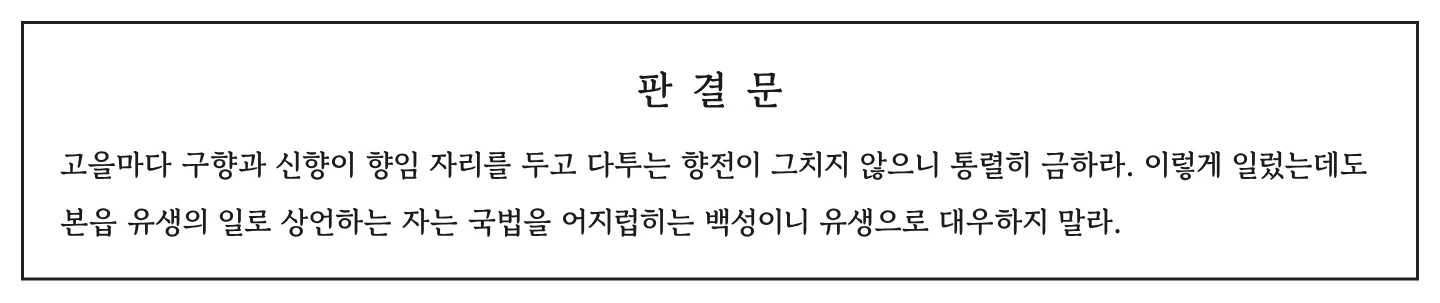 판 결 문
고을마다 구향과 신향이 향임 자리를 두고 다투는 향전이 그치지 않으니 통렬히 금하라. 이렇게 일렀는데도
본읍 유생의 일로 상언하는 자는 국법을 어지럽히는 백성이니 유생으로 대우하지 말라.